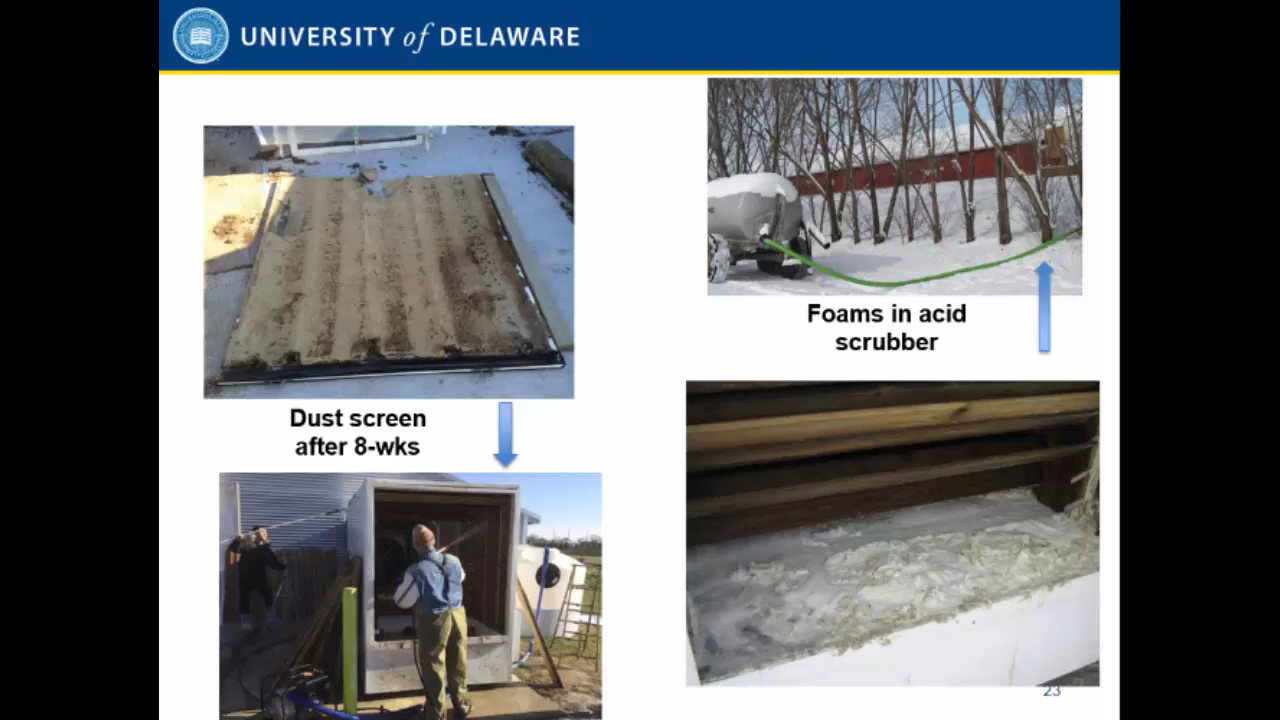 UNIVERSITY of DELAWARE
Dust screen
after 8-wks
Foams in acid
scrubber
23